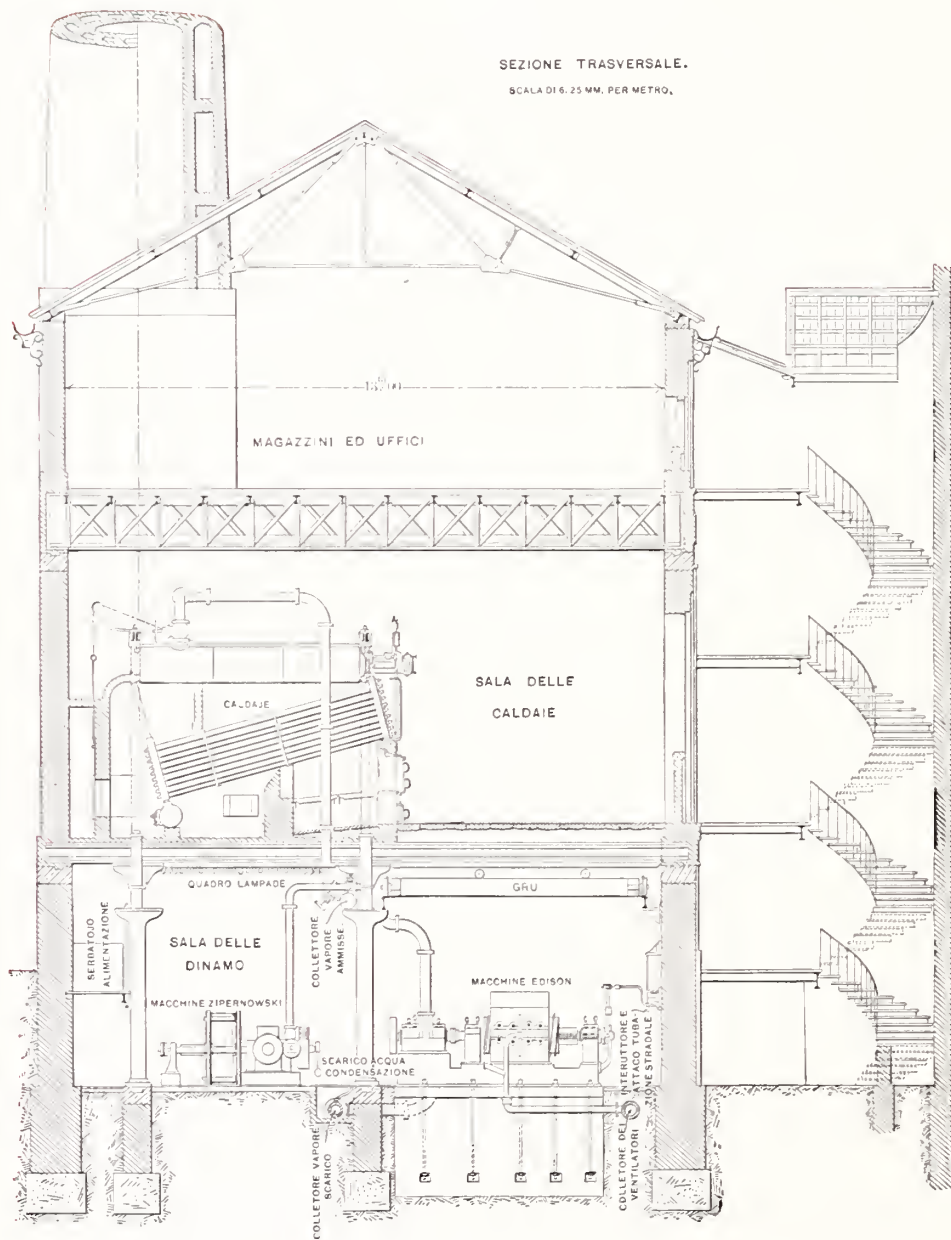 SEZIONE TRASVERSALE.
SCALA DI 6.25 MM. PER METRO.
MAGAZZINI ED UFFICI
CALDAJE
SALA DELLE
CALDAIE
QUADRO LAMPADE
GRU
SERBATOJO
ALIMENTAZIONE
SALA DELLE
DINAMO
COLLETTORE
VAPORE
AMMISSE.
MACCHINE ZIPERNOWSKI
MACCHINE EDISON
SCARICO ACQUA
CONDENSAZIONE
COLLETORE VAPORE
SCARICO
COLLETORE DEI
VENTILATORI
INTERUTTORE E
ATTACO TUBA-
ZIONE STRADALE